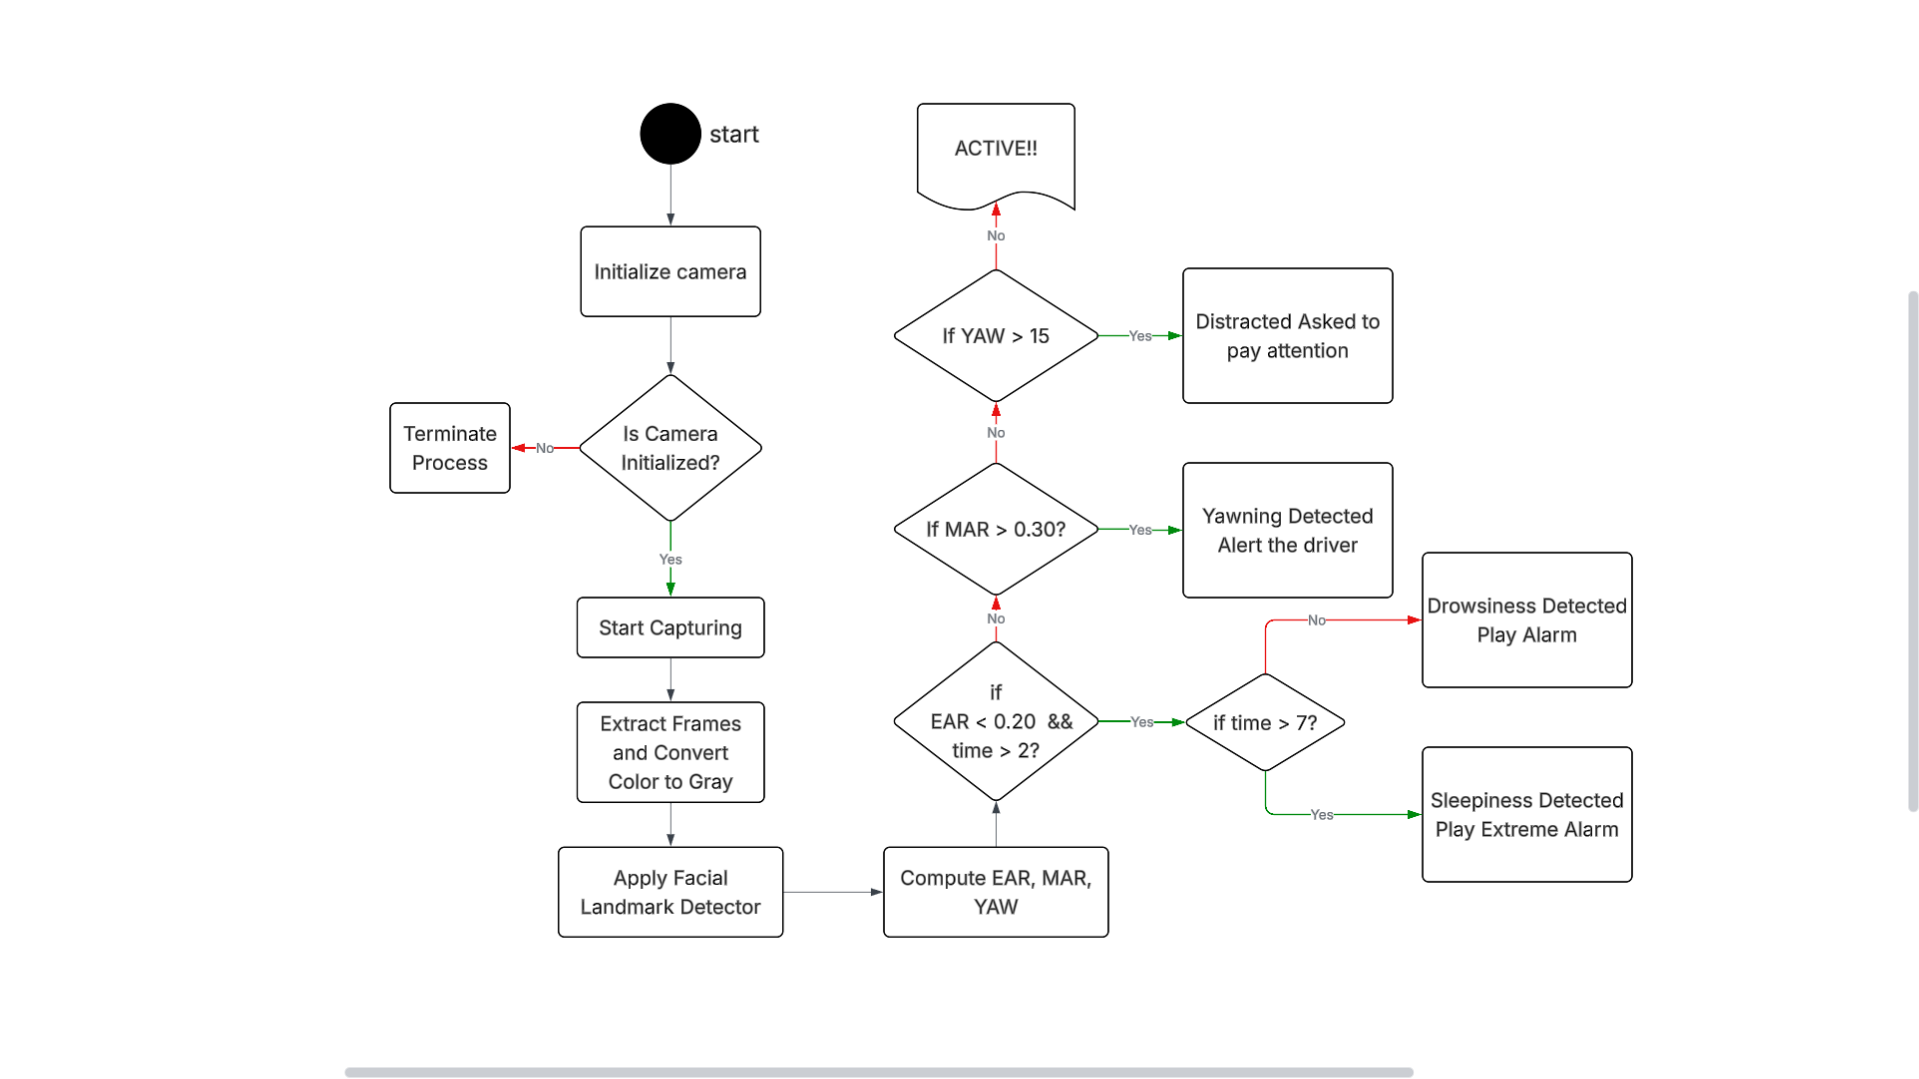 start
Initialize camera
Is Camera
Initialized?
No
Terminate
Process
Yes
Start Capturing
Extract Frames
and Convert
Color to Gray
Apply Facial
Landmark Detector
Compute EAR, MAR,
YAW
if
EAR < 0.20 &&
time > 2?
Yes
if time > 7?
No
Drowsiness Detected
Play Alarm
Yes
Sleepiness Detected
Play Extreme Alarm
No
If MAR > 0.30?
Yes
Yawning Detected
Alert the driver
No
If YAW > 15
Yes
Distracted Asked to
pay attention
No
ACTIVE!!